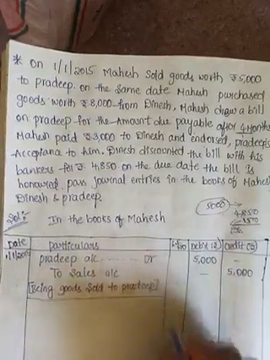 * On 1/1/2015 Mahesh Sold goods worth ₹ 5,000
to pradeep. on the Same date Mahesh purchased
goods worth ₹ 8,000 from Dinesh, Mahesh drew a bill
on pradeep for the Amount due payable after 4 Months
Mahesh paid ₹ 3,000 to Dinesh and endorsed, pradeep's
Acceptance to him. Dinesh discounted the bill with his
bankers for ₹ 4,850 on the due date the bill is
honoured pass Journal entries in the books of Mahesh
Dinesh & pradeep
5000
4,850
150
Sol:- In the books of Mahesh
Date particulars Debit (₹) Credit (₹)
1/1/2015 pradeep a/c Dr 5,000 -
To Sales a/c - 5,000
[Being goods Sold to pradeep]